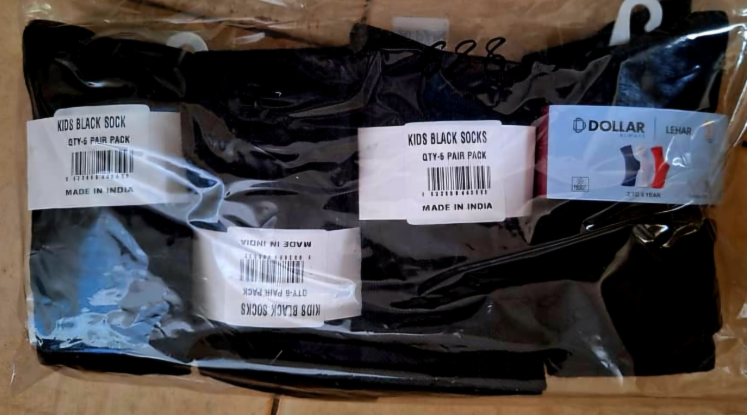 KIDS BLACK SOCK
QTY-6 PAIR PACK
MADE IN INDIA
KIDS BLACK SOCKS
QTY-6 PAIR PACK
MADE IN INDIA
KIDS BLACK SOCKS
QTY-6 PAIR PACK
MADE IN INDIA
DOLLAR
LEHAR
YEAR